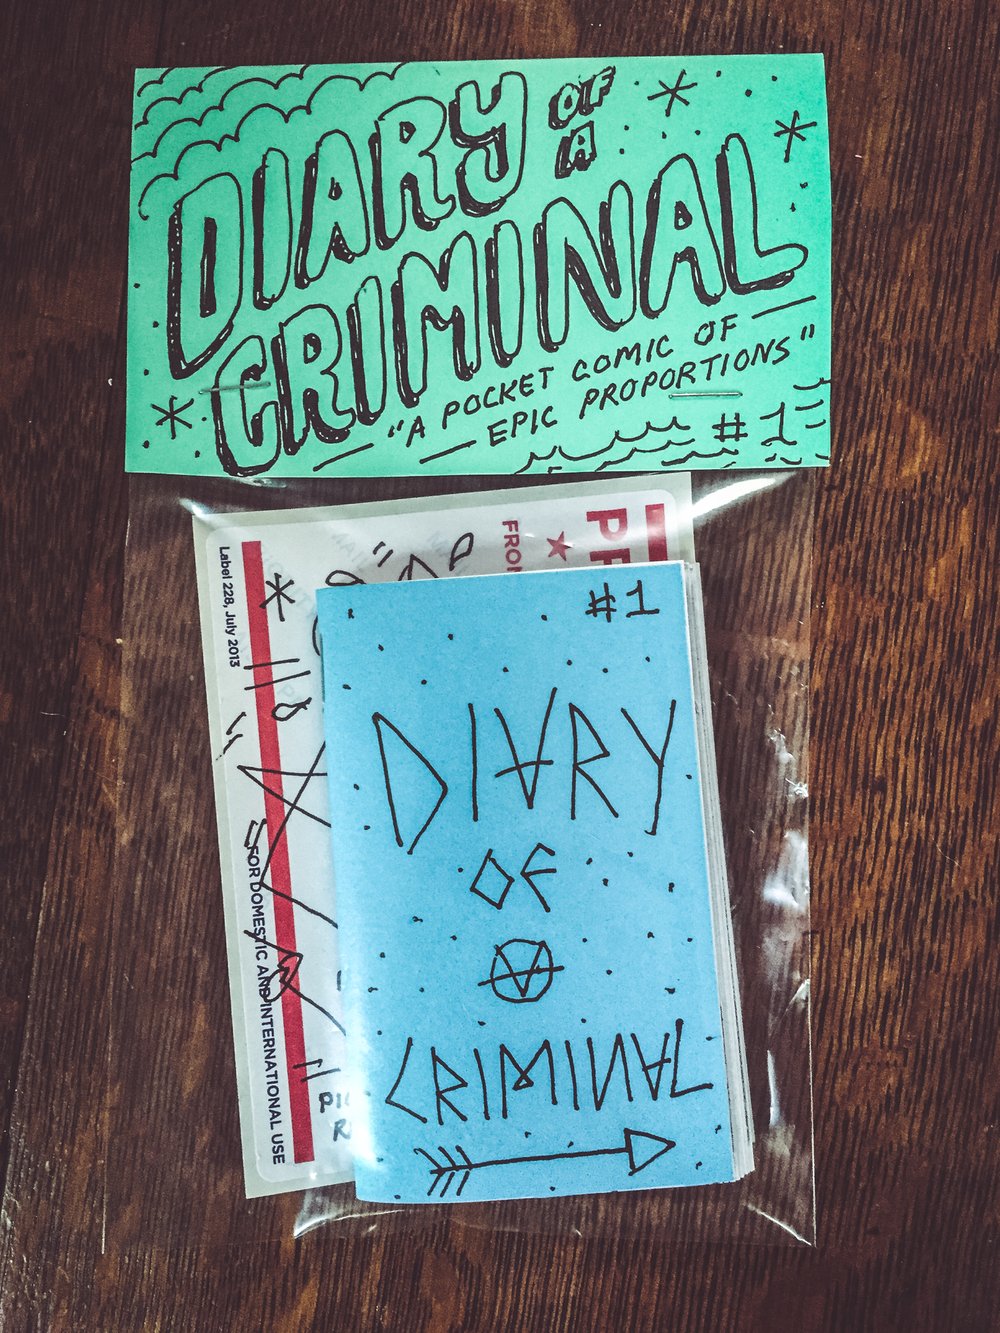 DIARY OF A
CRIMINAL
"A POCKET COMIC OF
EPIC PROPORTIONS"
#1
Label 228, July 2013
FOR DOMESTIC AND INTERNATIONAL USE
#1
DIARY
OF
A
CRIMINAL